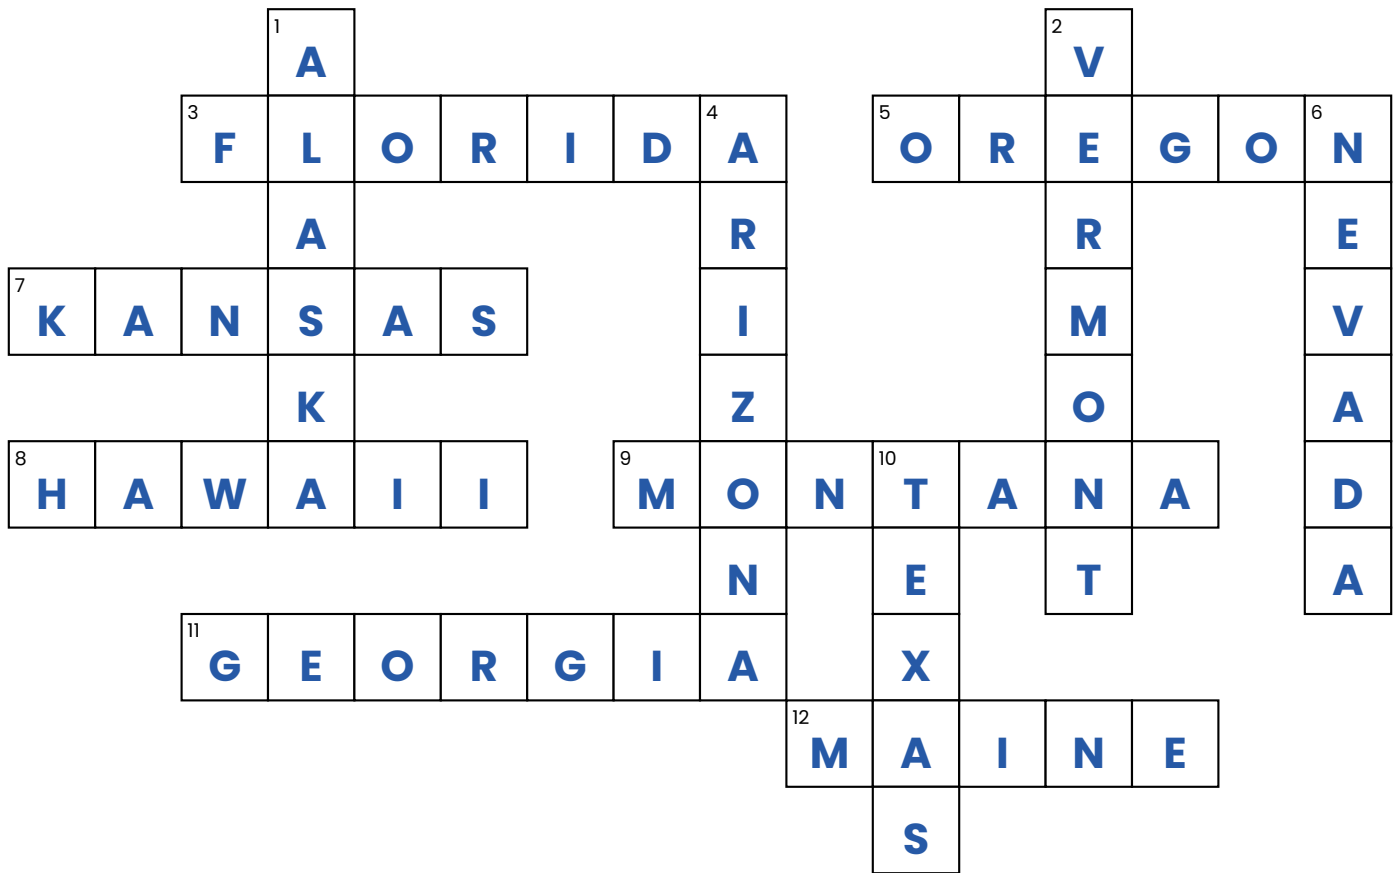 1 2
A V
3 4 5 6
F L O R I D A O R E G O N
A R R E
7
K A N S A S I M V
K Z O A
8 9 10
H A W A I I M O N T A N A D
N E T A
11
G E O R G I A X
12
M A I N E
S